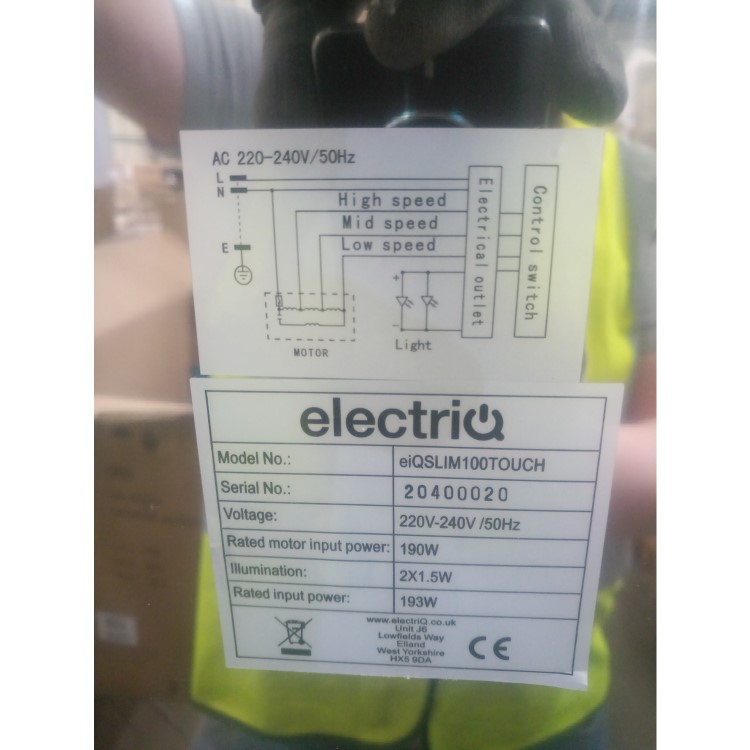 AC 220-240V/50Hz
L
N
High speed
Mid speed
Low speed
E
+
-
Light
MOTOR
Electrical outlet
Control switch
electriQ
Model No.: eiQSLIM100TOUCH
Serial No.: 20400020
Voltage: 220V-240V /50Hz
Rated motor input power: 190W
Illumination: 2X1.5W
Rated input power: 193W
www.electriQ.co.uk
Unit J6
Lowfields Way
Elland
West Yorkshire
HX5 9DA
CE